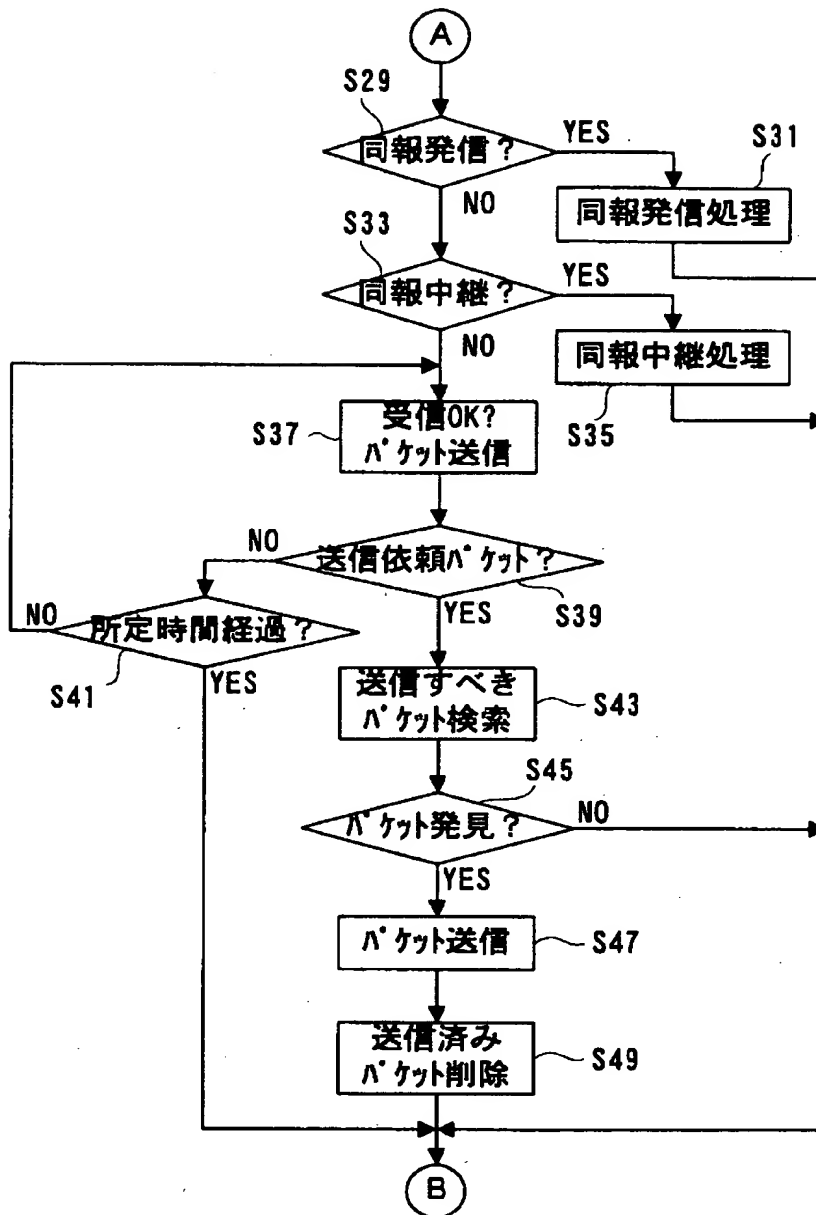 A
S29
同報発信?
YES
S31
同報発信処理
NO
S33
同報中継?
YES
同報中継処理
S35
NO
S37
受信OK?
パケット送信
NO
送信依頼パケット?
S39
YES
NO
所定時間経過?
S41
YES
送信すべき
パケット検索
S43
S45
パケット発見?
NO
YES
パケット送信
S47
送信済み
パケット削除
S49
B